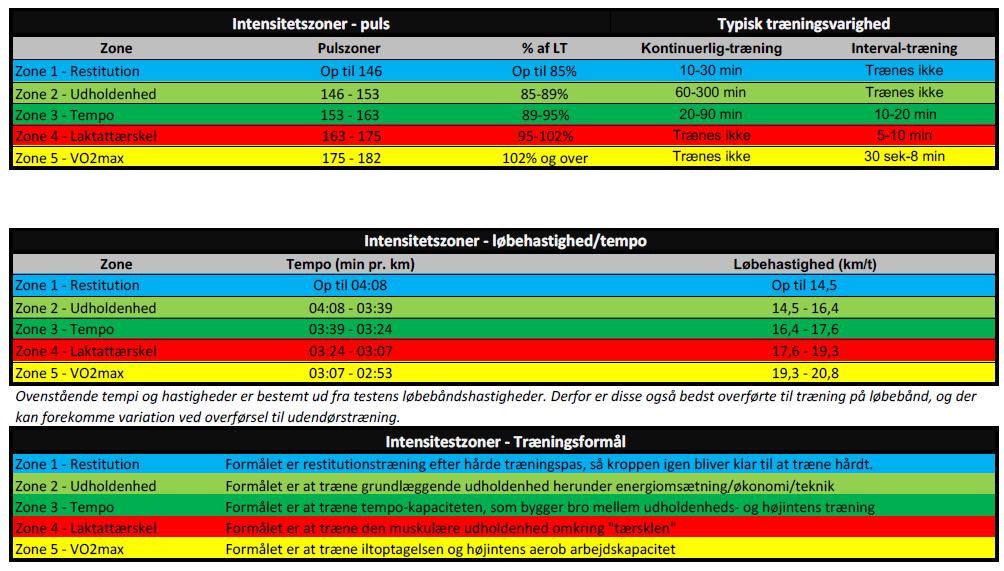 Intensitetszoner - puls Typisk træningsvarighed
Zone Pulszoner % af LT Kontinuerlig-træning Interval-træning
Zone 1 - Restitution Op til 146 Op til 85% 10-30 min Trænes ikke
Zone 2 - Udholdenhed 146 - 153 85-89% 60-300 min Trænes ikke
Zone 3 - Tempo 153 - 163 89-95% 20-90 min 10-20 min
Zone 4 - Laktattærskel 163 - 175 95-102% Trænes ikke 5-10 min
Zone 5 - VO2max 175 - 182 102% og over Trænes ikke 30 sek-8 min
Intensitetszoner - løbehastighed/tempo
Zone Tempo (min pr. km) Løbehastighed (km/t)
Zone 1 - Restitution Op til 04:08 Op til 14,5
Zone 2 - Udholdenhed 04:08 - 03:39 14,5 - 16,4
Zone 3 - Tempo 03:39 - 03:24 16,4 - 17,6
Zone 4 - Laktattærskel 03:24 - 03:07 17,6 - 19,3
Zone 5 - VO2max 03:07 - 02:53 19,3 - 20,8
Ovenstående tempi og hastigheder er bestemt ud fra testens løbebåndshastigheder. Derfor er disse også bedst overførte til træning på løbebånd, og der
kan forekomme variation ved overførsel til udendørstræning.
Intensitestzoner - Træningsformål
Zone 1 - Restitution Formålet er restitutionstræning efter hårde træningspas, så kroppen igen bliver klar til at træne hårdt.
Zone 2 - Udholdenhed Formålet er at træne grundlæggende udholdenhed herunder energiomsætning/økonomi/teknik
Zone 3 - Tempo Formålet er at træne tempo-kapaciteten, som bygger bro mellem udholdenheds- og højintens træning
Zone 4 - Laktattærskel Formålet er at træne den muskulære udholdenhed omkring "tærsklen"
Zone 5 - VO2max Formålet er at træne iltoptagelsen og højintens aerob arbejdskapacitet